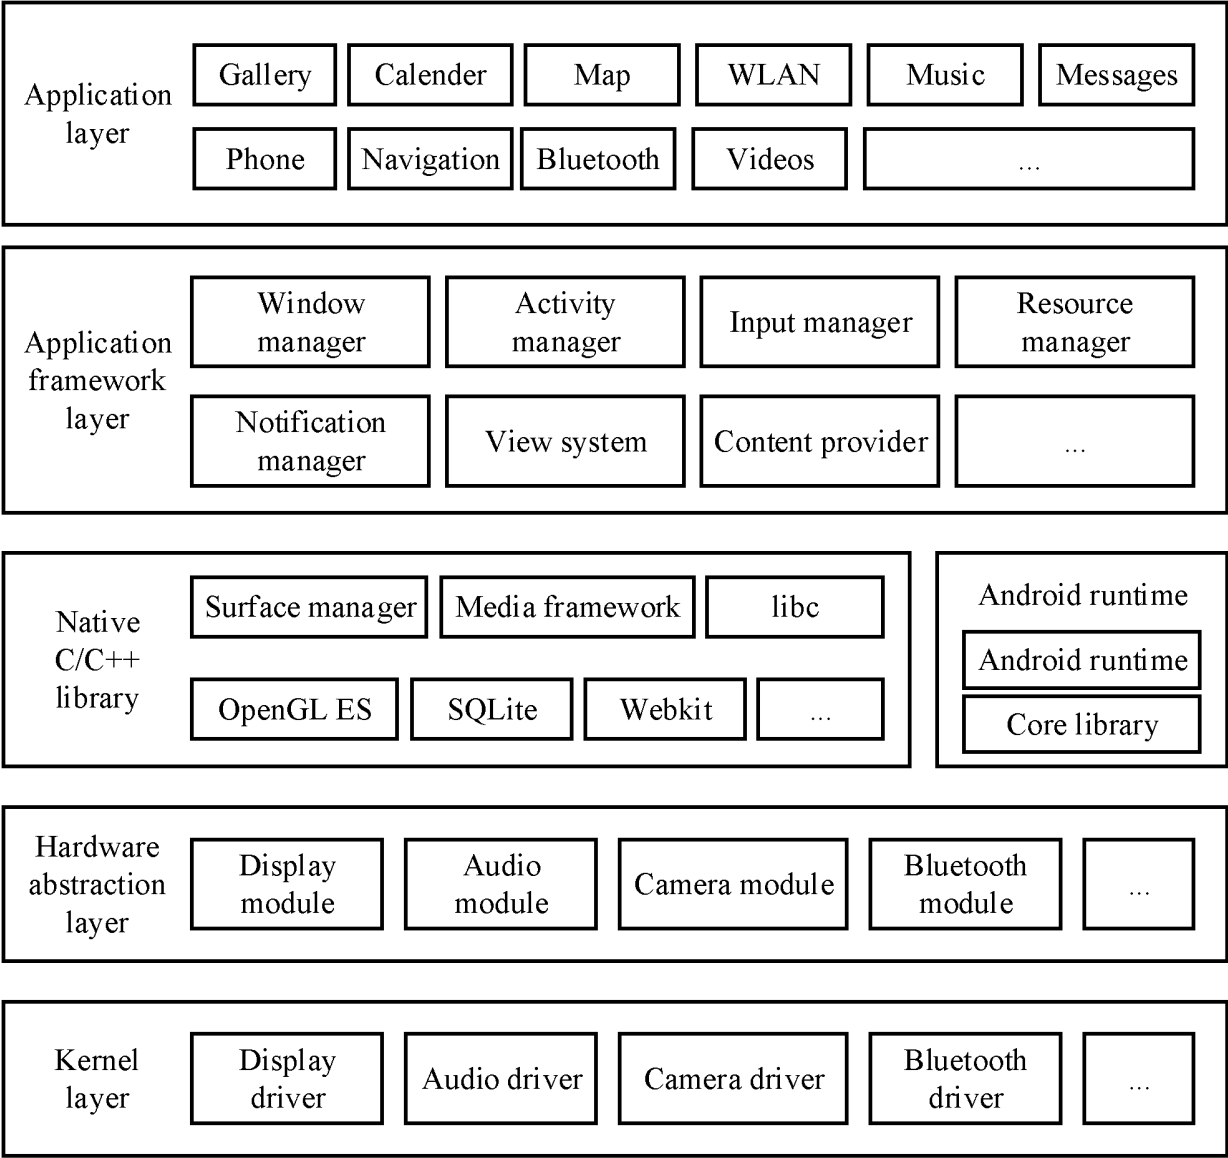 Application
layer
Gallery
Calender
Map
WLAN
Music
Messages
Phone
Navigation
Bluetooth
Videos
...
Application
framework
layer
Window
manager
Activity
manager
Input manager
Resource
manager
Notification
manager
View system
Content provider
...
Native
C/C++
library
Surface manager
Media framework
libc
OpenGL ES
SQLite
Webkit
...
Android runtime
Android runtime
Core library
Hardware
abstraction
layer
Display
module
Audio
module
Camera module
Bluetooth
module
...
Kernel
layer
Display
driver
Audio driver
Camera driver
Bluetooth
driver
...